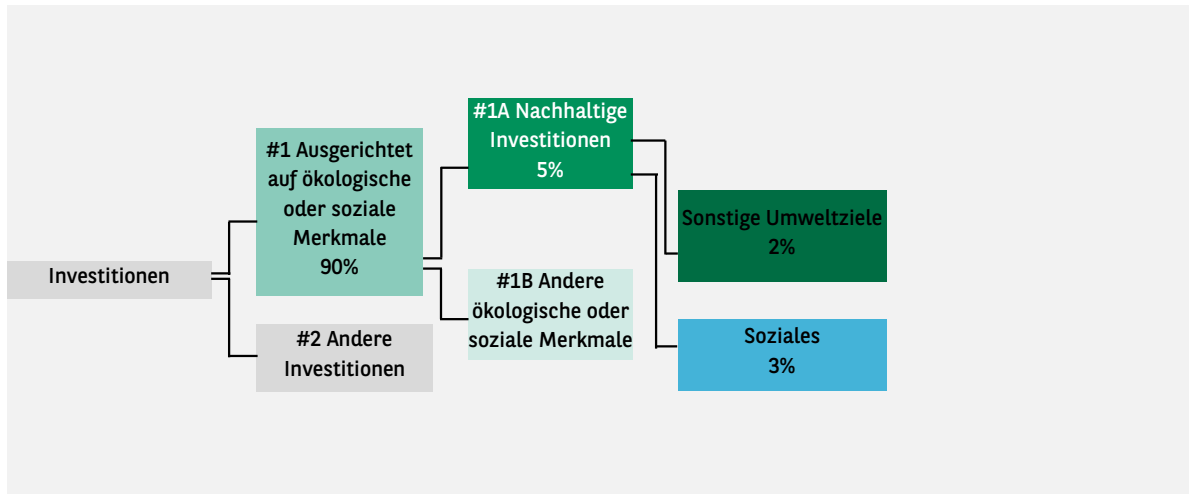 Investitionen
#1 Ausgerichtet
auf ökologische
oder soziale
Merkmale
90%
#2 Andere
Investitionen
#1A Nachhaltige
Investitionen
5%
#1B Andere
ökologische oder
soziale Merkmale
Sonstige Umweltziele
2%
Soziales
3%